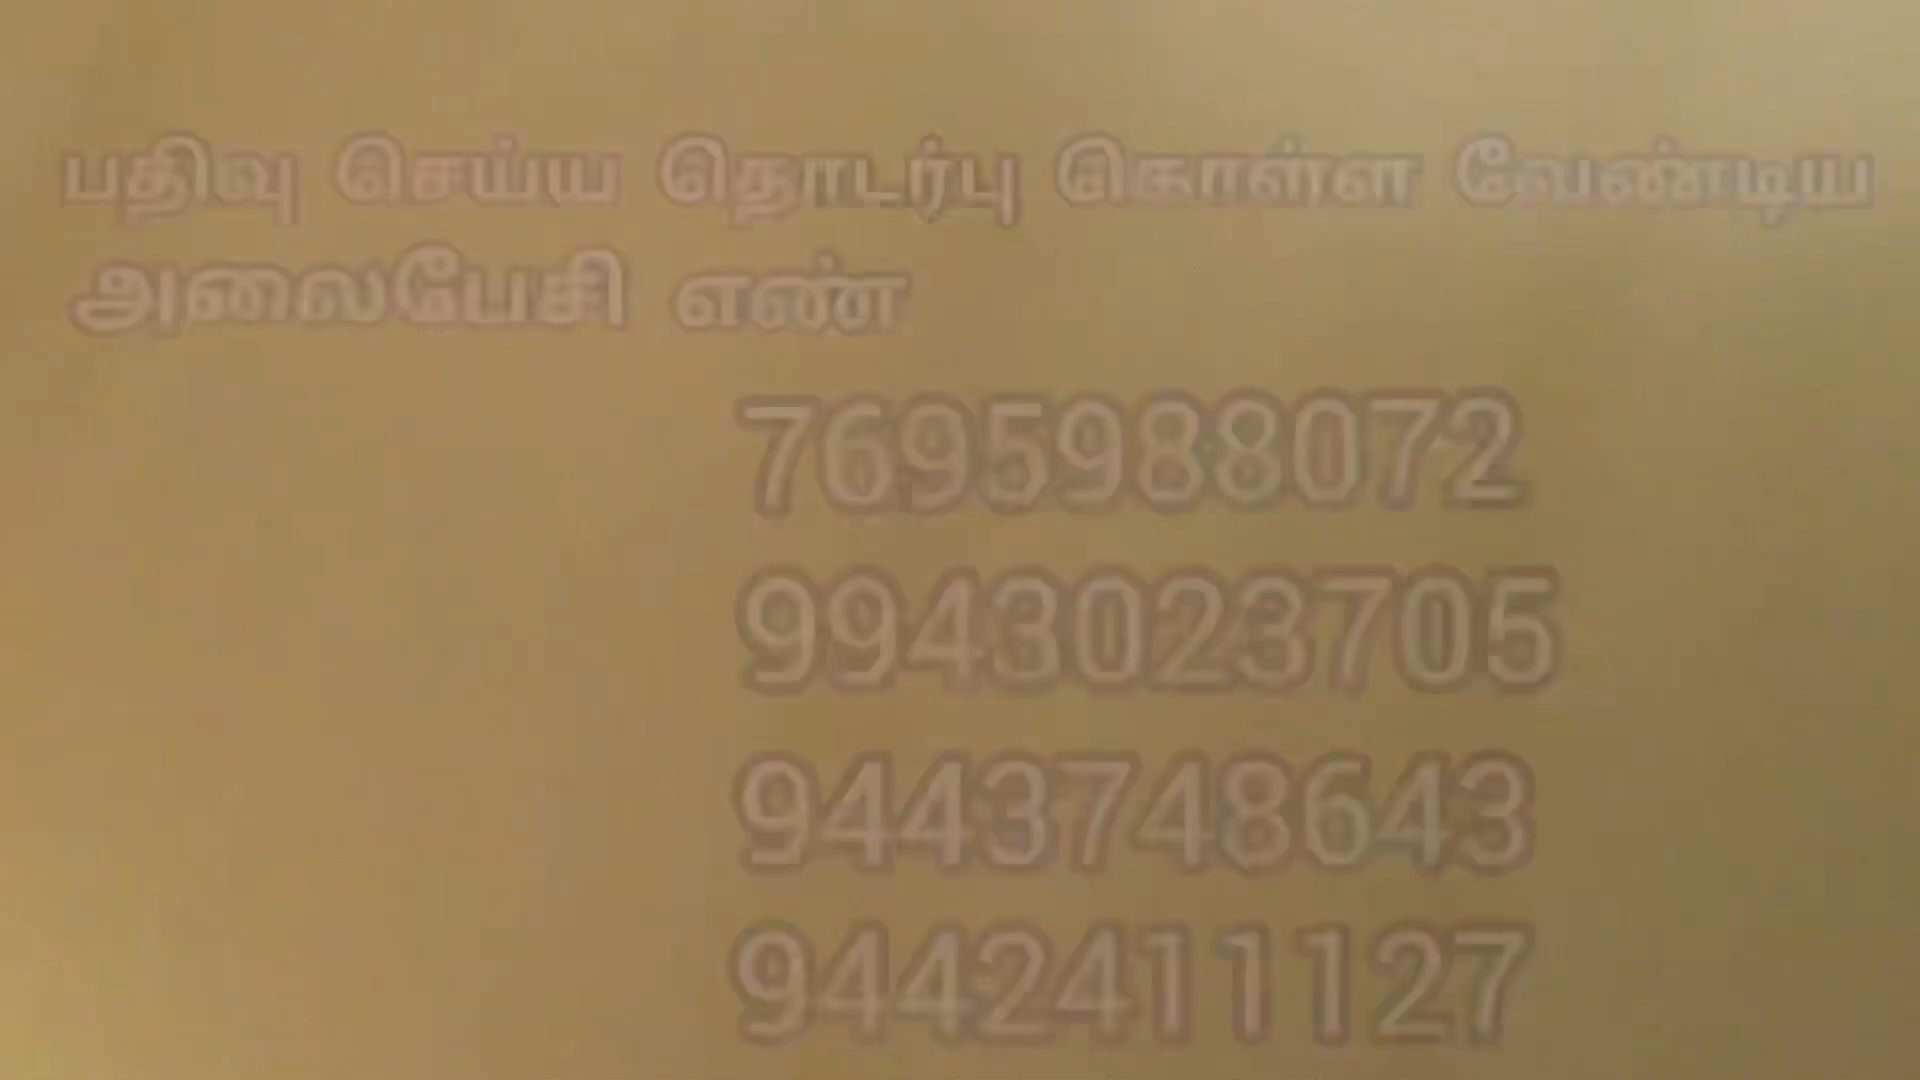 பதிவு செய்ய தொடர்பு கொள்ள வேண்டிய
அலைபேசி எண்
7695988072
9943023705
9443748643
9442411127